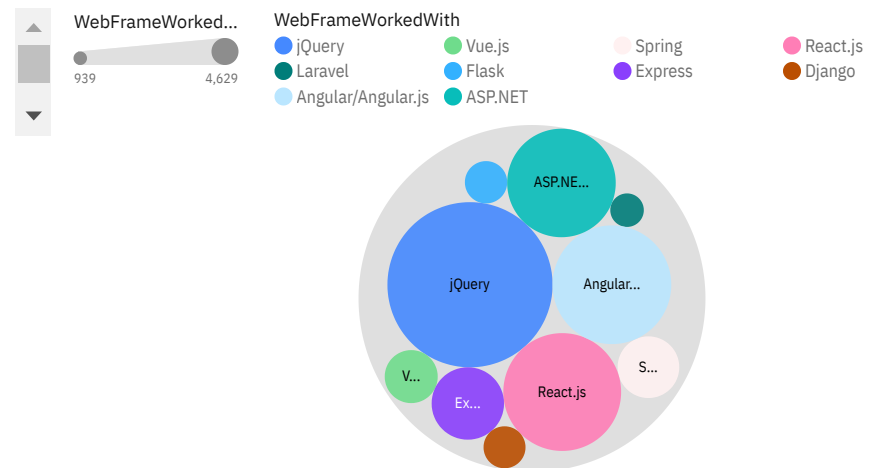 WebFrameWorked...
939
4,629
WebFrameWorkedWith
jQuery
Vue.js
Spring
React.js
Laravel
Flask
Express
Django
Angular/Angular.js
ASP.NET
ASP.NE...
jQuery
Angular...
S...
V...
Ex...
React.js